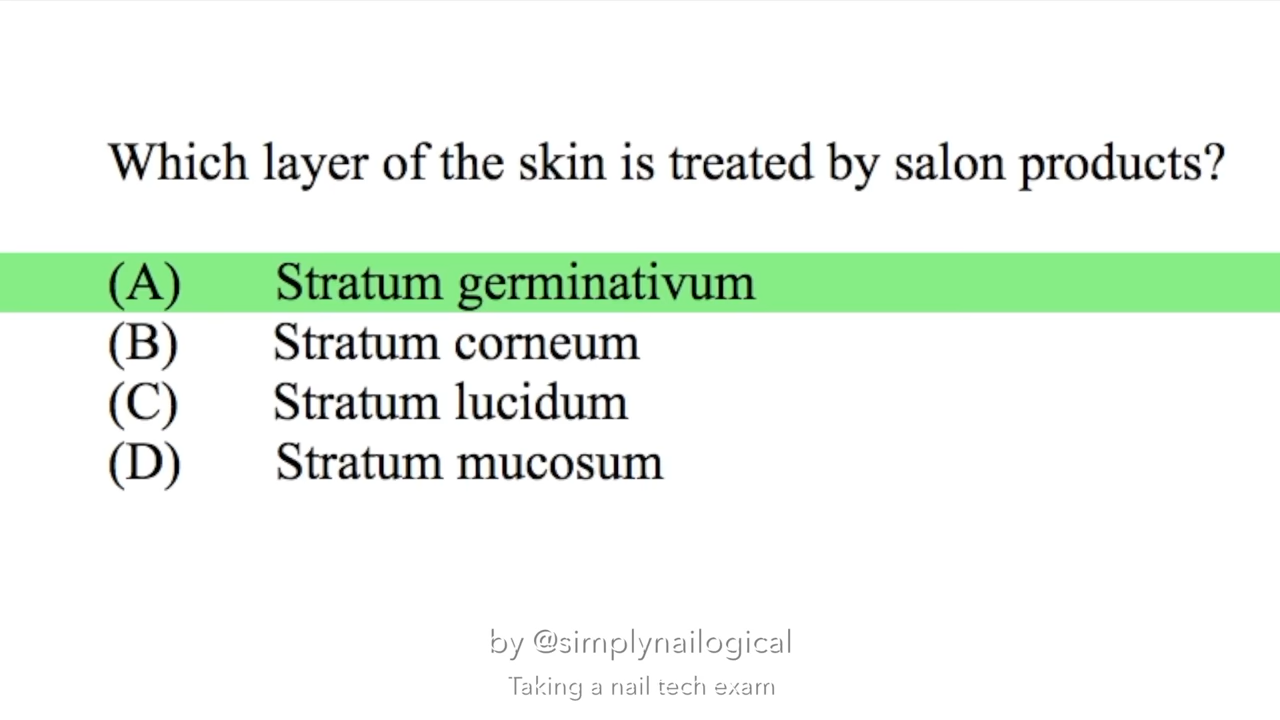 Which layer of the skin is treated by salon products?
(A) Stratum germinativum
(B) Stratum corneum
(C) Stratum lucidum
(D) Stratum mucosum
by @simplynailogical
Taking a nail tech exam